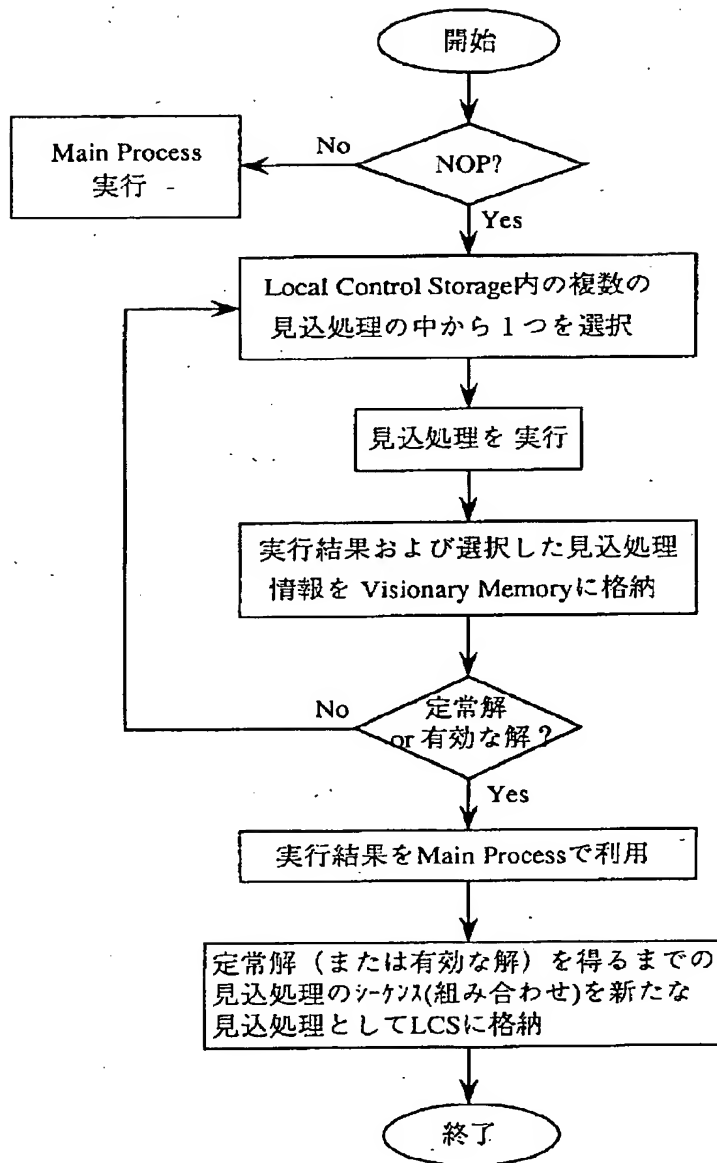 開始
NOP?
No
Main Process
実行
Yes
Local Control Storage内の複数の
見込処理の中から1つを選択
見込処理を 実行
実行結果および選択した見込処理
情報を Visionary Memoryに格納
定常解
or 有効な解？
No
Yes
実行結果をMain Processで利用
定常解（または有効な解）を得るまでの
見込処理のｼｰｹﾝｽ(組み合わせ)を新たな
見込処理としてLCSに格納
終了